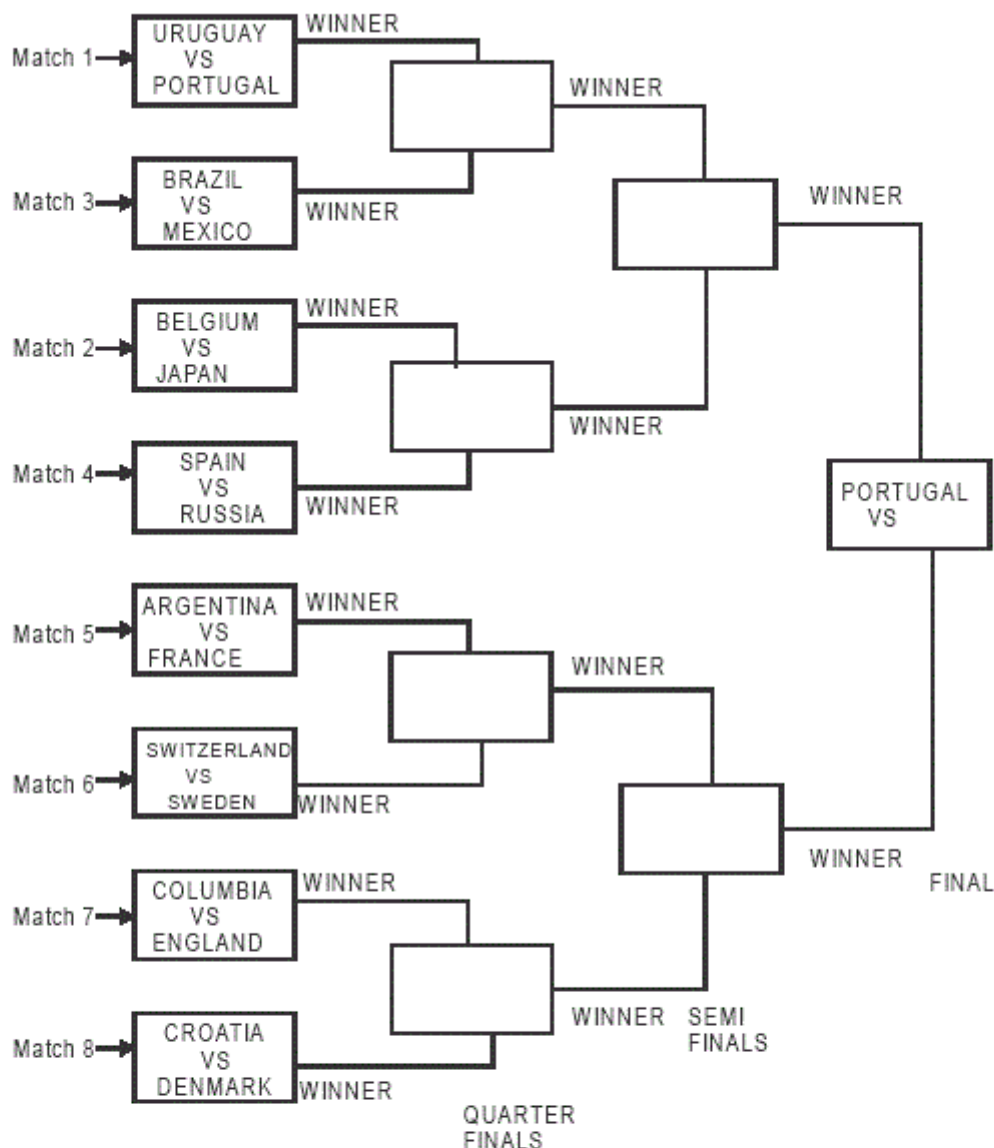 WINNER
URUGUAY
VS
PORTUGAL
Match 1
WINNER
BRAZIL
VS
MEXICO
Match 3
WINNER
WINNER
WINNER
BELGIUM
VS
JAPAN
Match 2
WINNER
SPAIN
VS
RUSSIA
Match 4
WINNER
PORTUGAL
VS
WINNER
ARGENTINA
VS
FRANCE
Match 5
WINNER
SWITZERLAND
VS
SWEDEN
Match 6
WINNER
WINNER
FINAL
WINNER
COLUMBIA
VS
ENGLAND
Match 7
WINNER
SEMI
FINALS
CROATIA
VS
DENMARK
Match 8
WINNER
QUARTER
FINALS